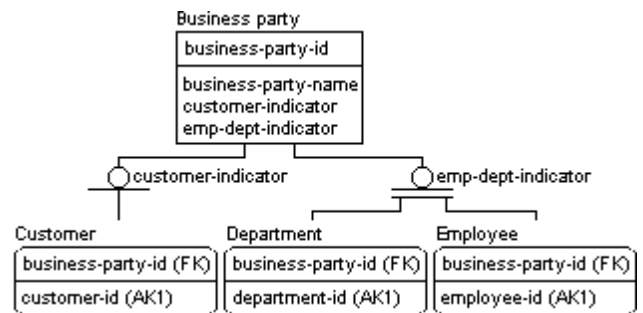 Business party
business-party-id
business-party-name
customer-indicator
emp-dept-indicator
customer-indicator
emp-dept-indicator
Customer
business-party-id (FK)
customer-id (AK1)
Department
business-party-id (FK)
department-id (AK1)
Employee
business-party-id (FK)
employee-id (AK1)